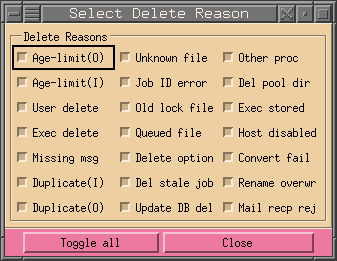 Select Delete Reason
Delete Reasons
Age-limit(O) Unknown file Other proc
Age-limit(I) Job ID error Del pool dir
User delete Old lock file Exec stored
Exec delete Queued file Host disabled
Missing msg Delete option Convert fail
Duplicate(I) Del stale job Rename overwr
Duplicate(O) Update DB del Mail recp rej
Toggle all Close